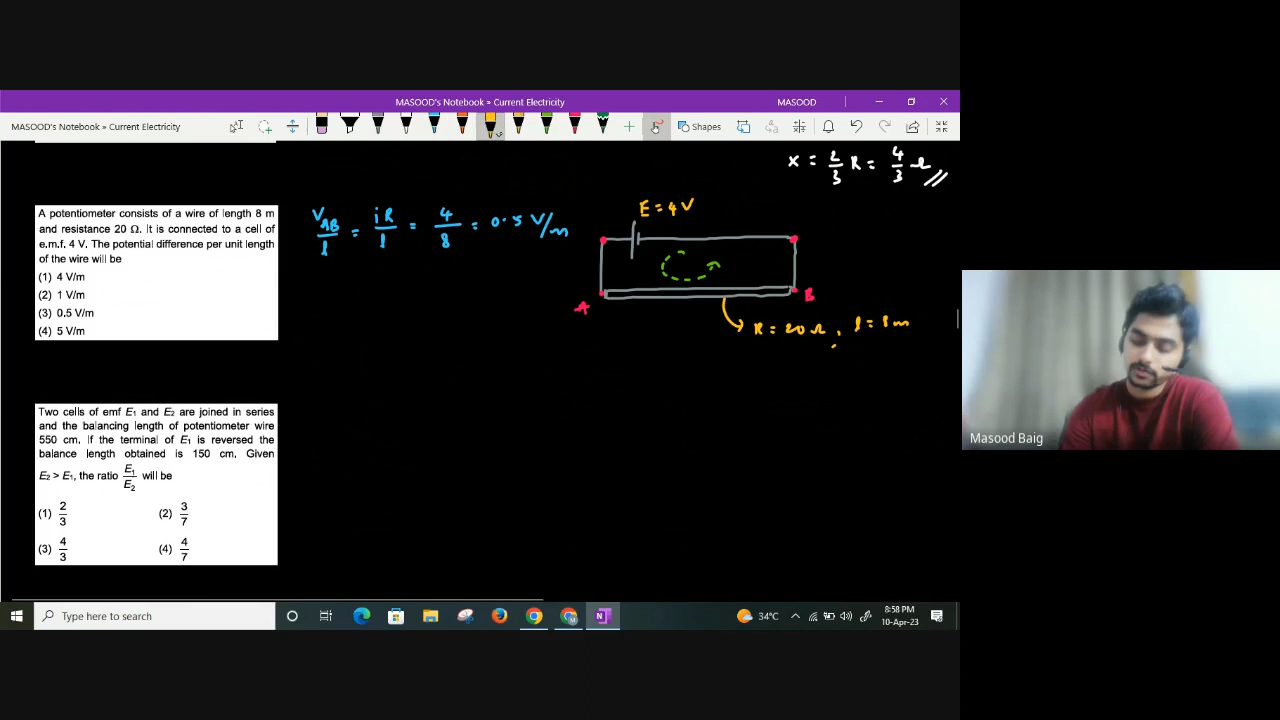 MASOOD's Notebook » Current Electricity
MASOOD
MASOOD's Notebook » Current Electricity
Shapes
X = 2/3 R = 4/3 Ω //
A potentiometer consists of a wire of length 8 m
and resistance 20 Ω. It is connected to a cell of
e.m.f. 4 V. The potential difference per unit length
of the wire will be
(1) 4 V/m
(2) 1 V/m
(3) 0.5 V/m
(4) 5 V/m
V_AB/l = iR/l = 4/8 = 0.5 V/m
E = 4V
A
B
R = 20 Ω, l = 8 m
Two cells of emf E₁ and E₂ are joined in series
and the balancing length of potentiometer wire
550 cm. If the terminal of E₁ is reversed the
balance length obtained is 150 cm. Given
E₂ > E₁, the ratio E₁/E₂ will be
(1) 2/3 (2) 3/7
(3) 4/3 (4) 4/7
Masood Baig
Type here to search
34°C
8:58 PM
10-Apr-23